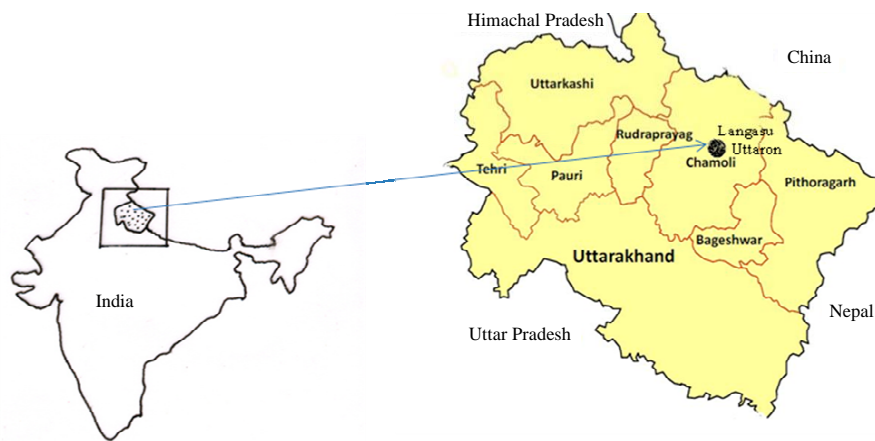 Himachal Pradesh
China
Uttarkashi
Rudraprayag
Langasu
Uttaron
Tehri
Pauri
Chamoli
Pithoragarh
Bageshwar
Uttarakhand
India
Nepal
Uttar Pradesh